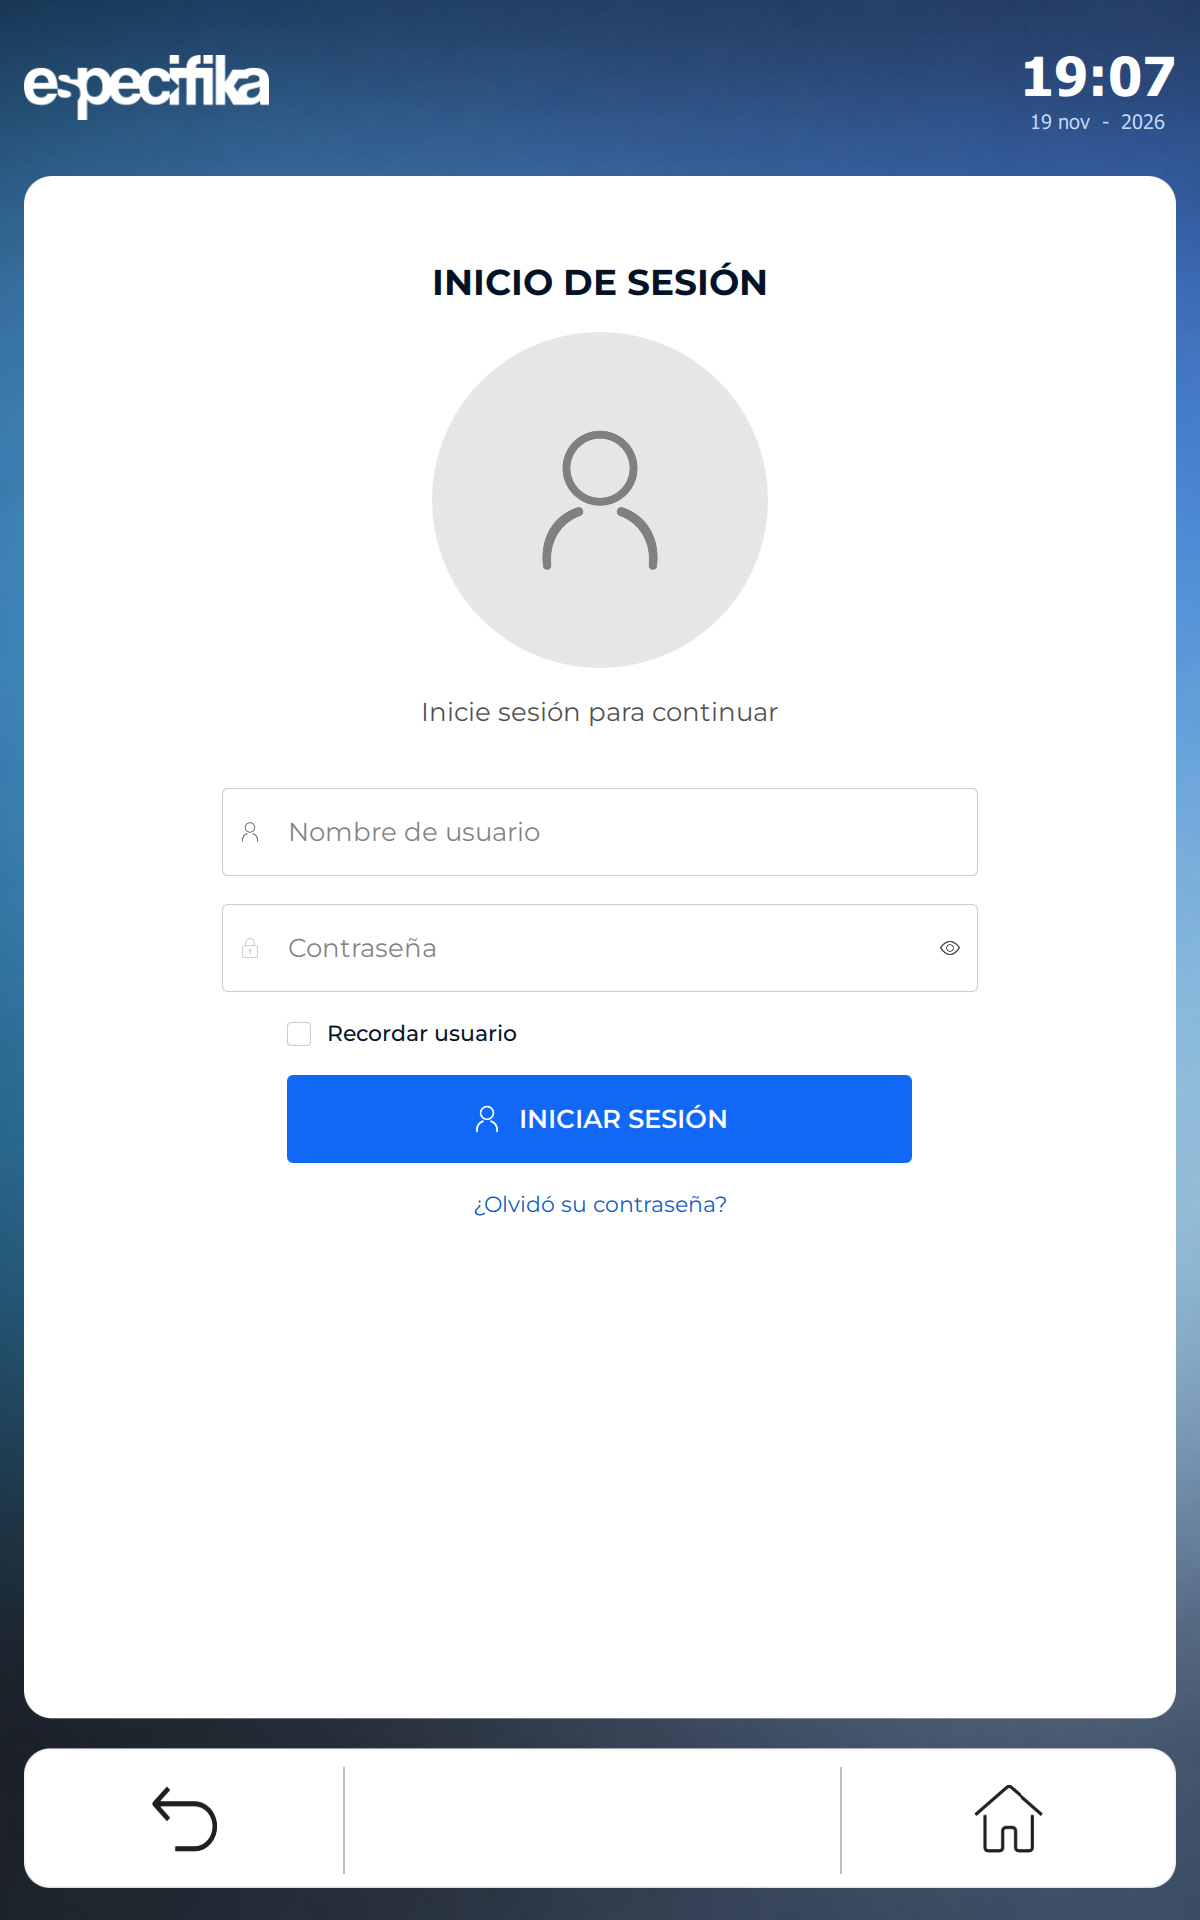 especifika
19:07
19 nov - 2026
INICIO DE SESIÓN
Inicie sesión para continuar
Nombre de usuario
Contraseña
Recordar usuario
INICIAR SESIÓN
¿Olvidó su contraseña?